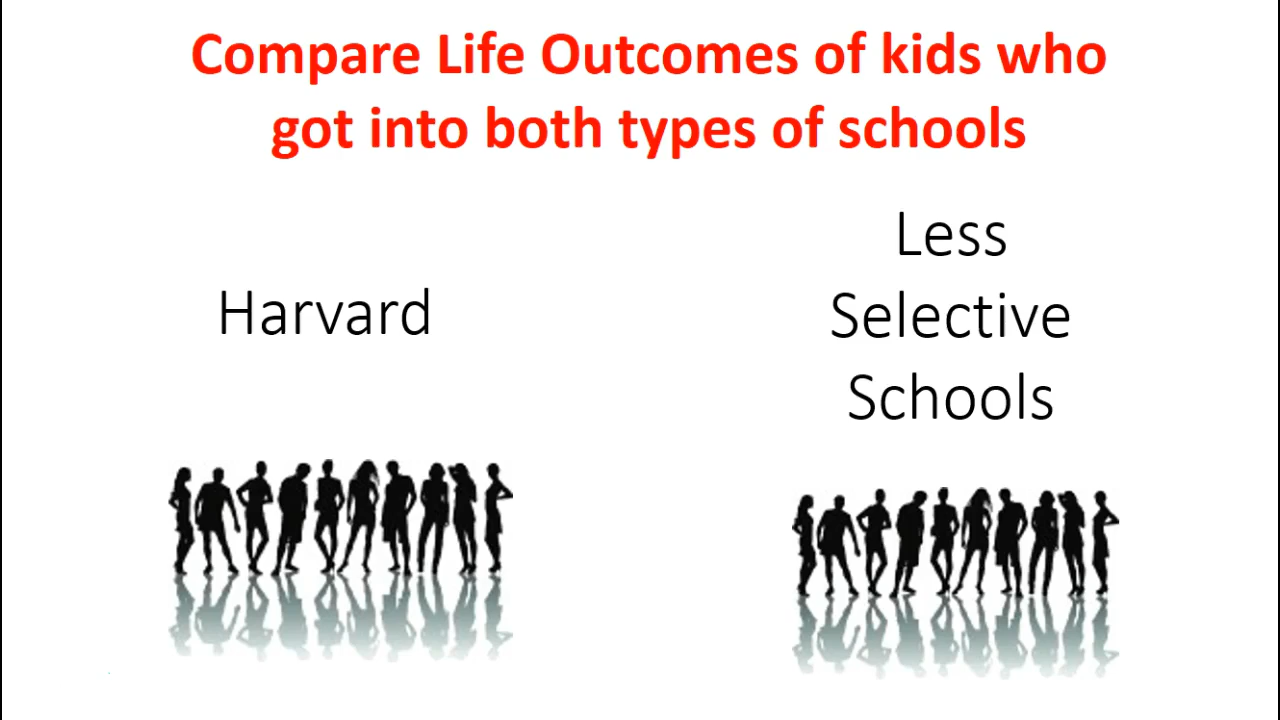 Compare Life Outcomes of kids who
got into both types of schools
Harvard
Less
Selective
Schools